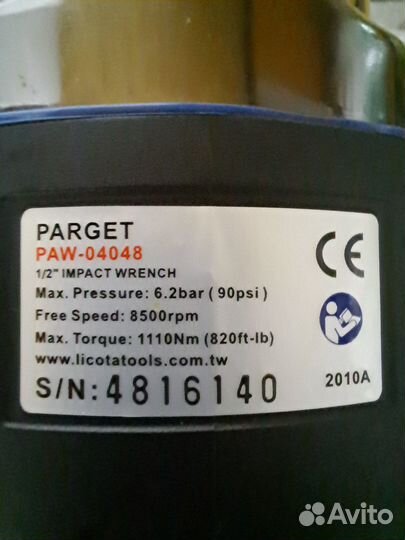 PARGET
PAW-04048
1/2" IMPACT WRENCH
Max. Pressure: 6.2bar ( 90psi )
Free Speed: 8500rpm
Max. Torque: 1110Nm (820ft-lb)
www.licotatools.com.tw
S/N: 4816140
CE
2010A
Avito